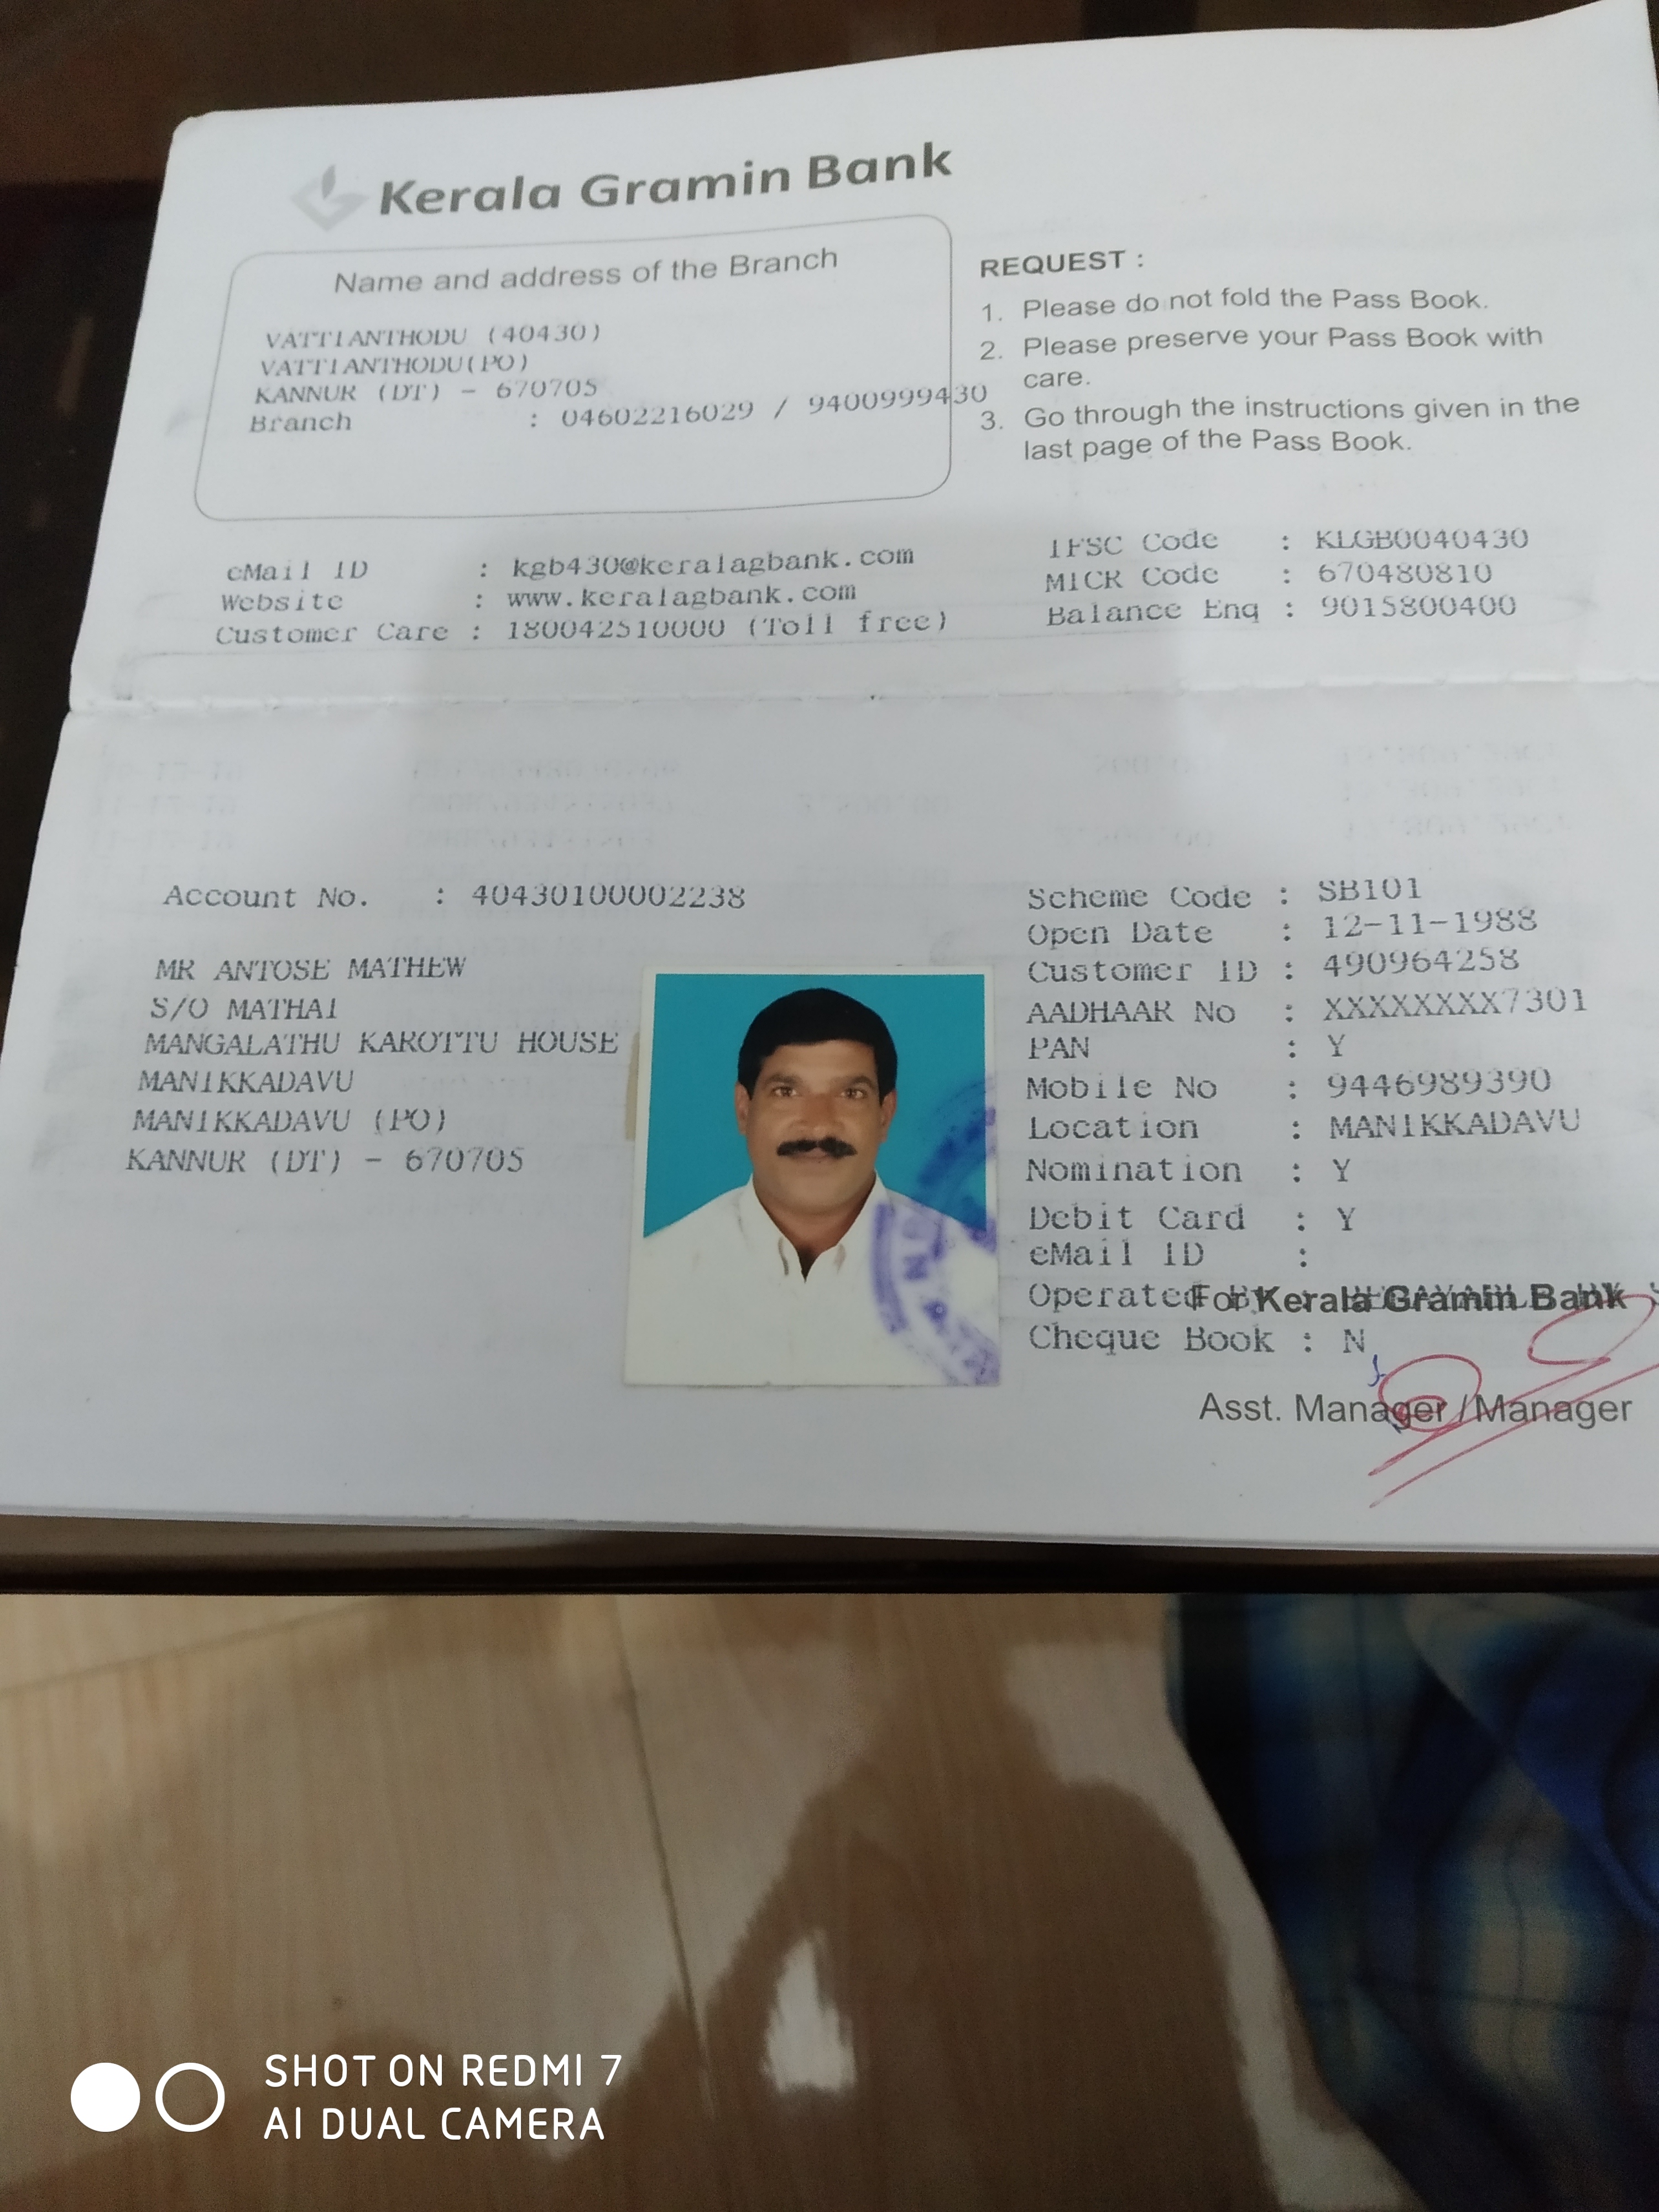 Kerala Gramin Bank
Name and address of the Branch
VATTIANTHODU (40430)
VATTIANTHODU(PO)
KANNUR (DT) - 670705
Branch : 04602216029 / 9400999430
REQUEST :
1. Please do not fold the Pass Book.
2. Please preserve your Pass Book with
care.
3. Go through the instructions given in the
last page of the Pass Book.
eMail ID : kgb430@keralagbank.com
Website : www.keralagbank.com
Customer Care : 180042510000 (Toll free)
IFSC Code : KLGB0040430
MICR Code : 670480810
Balance Enq : 9015800400
Account No. : 40430100002238
MR ANTOSE MATHEW
S/O MATHAI
MANGALATHU KAROTTU HOUSE
MANIKKADAVU
MANIKKADAVU (PO)
KANNUR (DT) - 670705
Scheme Code : SB101
Open Date : 12-11-1988
Customer ID : 490964258
AADHAAR No : XXXXXXXX7301
PAN : Y
Mobile No : 9446989390
Location : MANIKKADAVU
Nomination : Y
Debit Card : Y
eMail ID :
Operated By :
For Kerala Gramin Bank
Cheque Book : N
Asst. Manager / Manager
SHOT ON REDMI 7
AI DUAL CAMERA